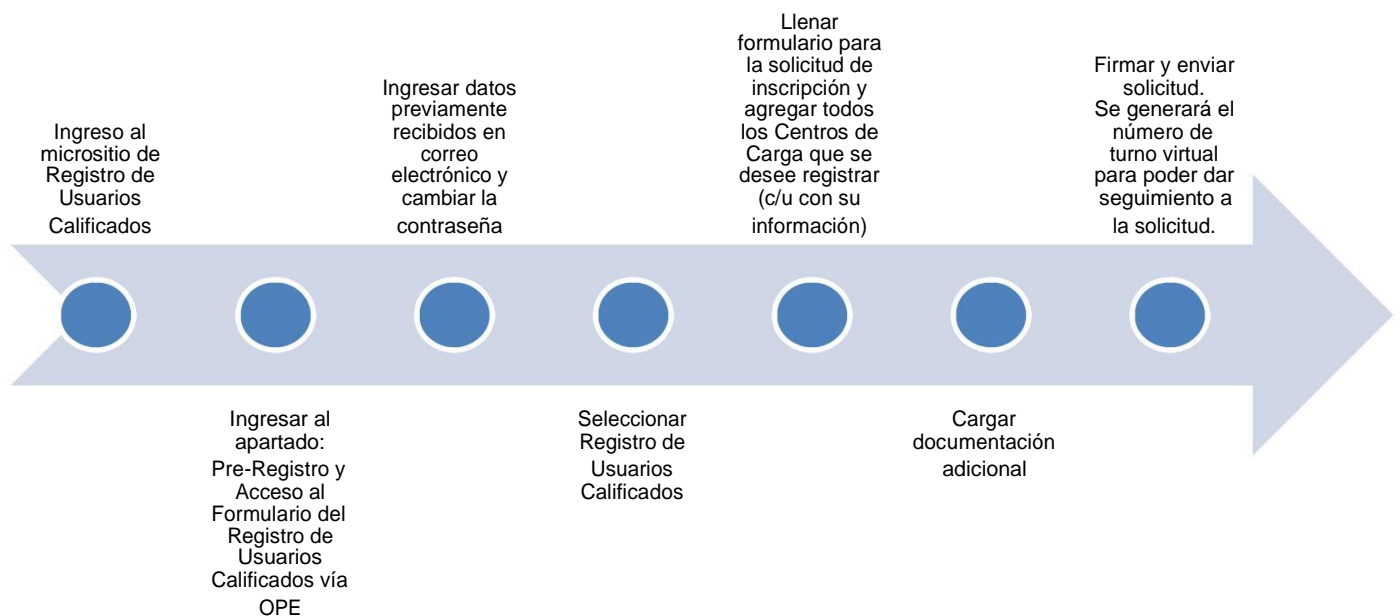 Ingreso al
micrositio de
Registro de
Usuarios
Calificados
Ingresar al
apartado:
Pre-Registro y
Acceso al
Formulario del
Registro de
Usuarios
Calificados vía
OPE
Ingresar datos
previamente
recibidos en
correo
electrónico y
cambiar la
contraseña
Seleccionar
Registro de
Usuarios
Calificados
Llenar
formulario para
la solicitud de
inscripción y
agregar todos
los Centros de
Carga que se
desee registrar
(c/u con su
información)
Cargar
documentación
adicional
Firmar y enviar
solicitud.
Se generará el
número de
turno virtual
para poder dar
seguimiento a
la solicitud.